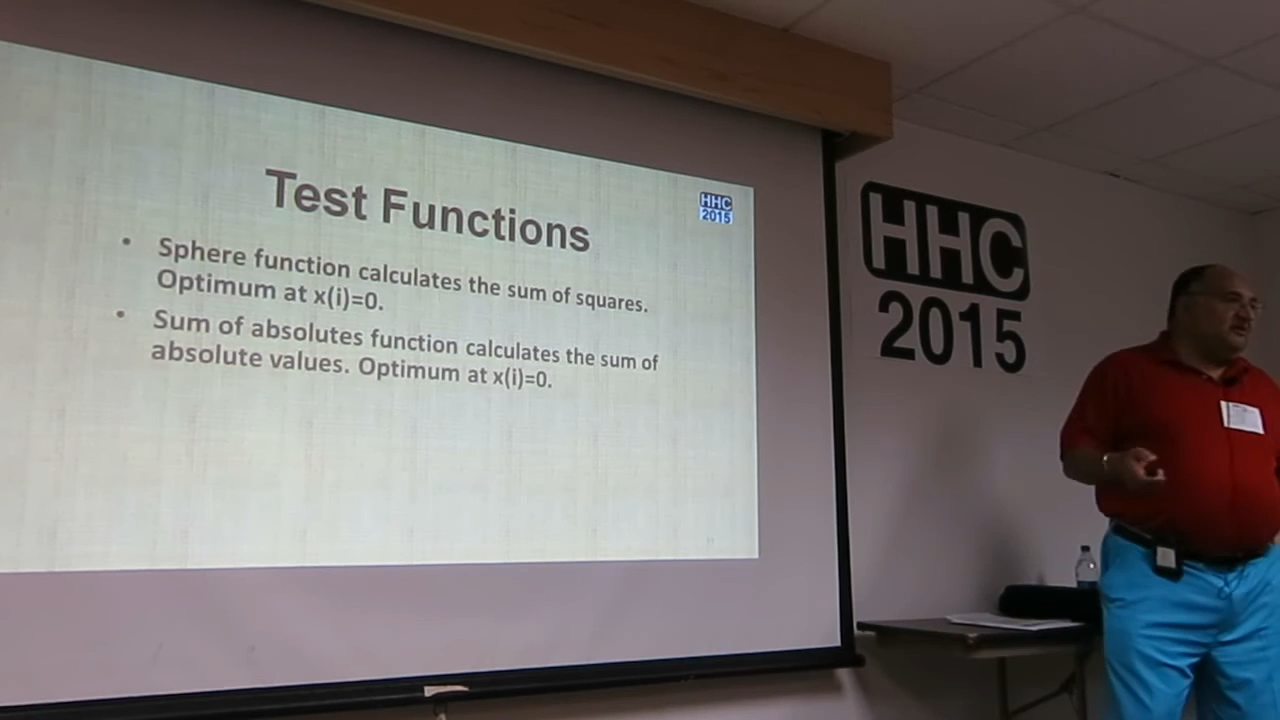 Test Functions
HHC
2015
• Sphere function calculates the sum of squares.
Optimum at x(i)=0.
• Sum of absolutes function calculates the sum of
absolute values. Optimum at x(i)=0.
HHC
2015